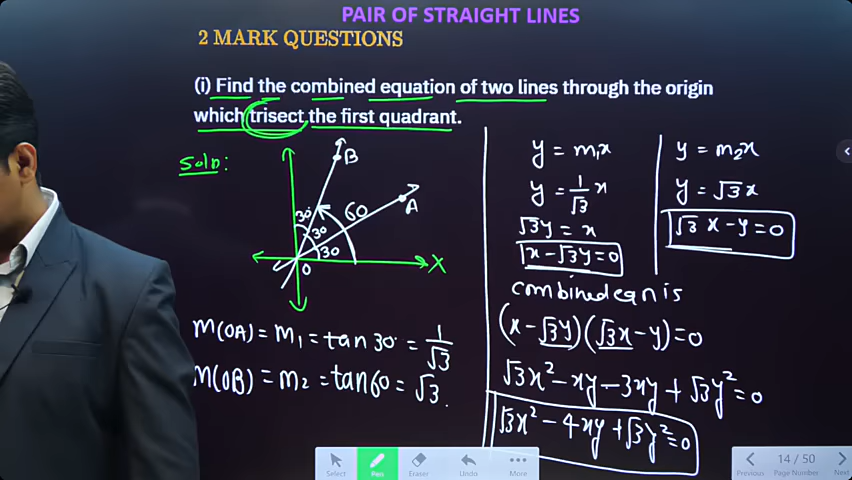 PAIR OF STRAIGHT LINES
2 MARK QUESTIONS
(i) Find the combined equation of two lines through the origin
which trisect the first quadrant.
Soln:
B
A
60
30
30
30
O
X
m(OA) = m₁ = tan 30 = 1/√3
m(OB) = m₂ = tan 60 = √3.
y = m₁x
y = 1/√3 x
√3y = x
x - √3y = 0
y = m₂x
y = √3 x
√3 x - y = 0
combined eqn is
(x - √3y)(√3x - y) = 0
√3x² - xy - 3xy + √3y² = 0
√3x² - 4xy + √3y² = 0
Select
Pen
Eraser
Undo
More
14 / 50
Previous
Page Number
Next